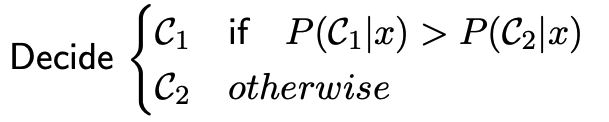 𝒞₁ if P(𝒞₁|x) > P(𝒞₂|x)
Decide {
𝒞₂ otherwise